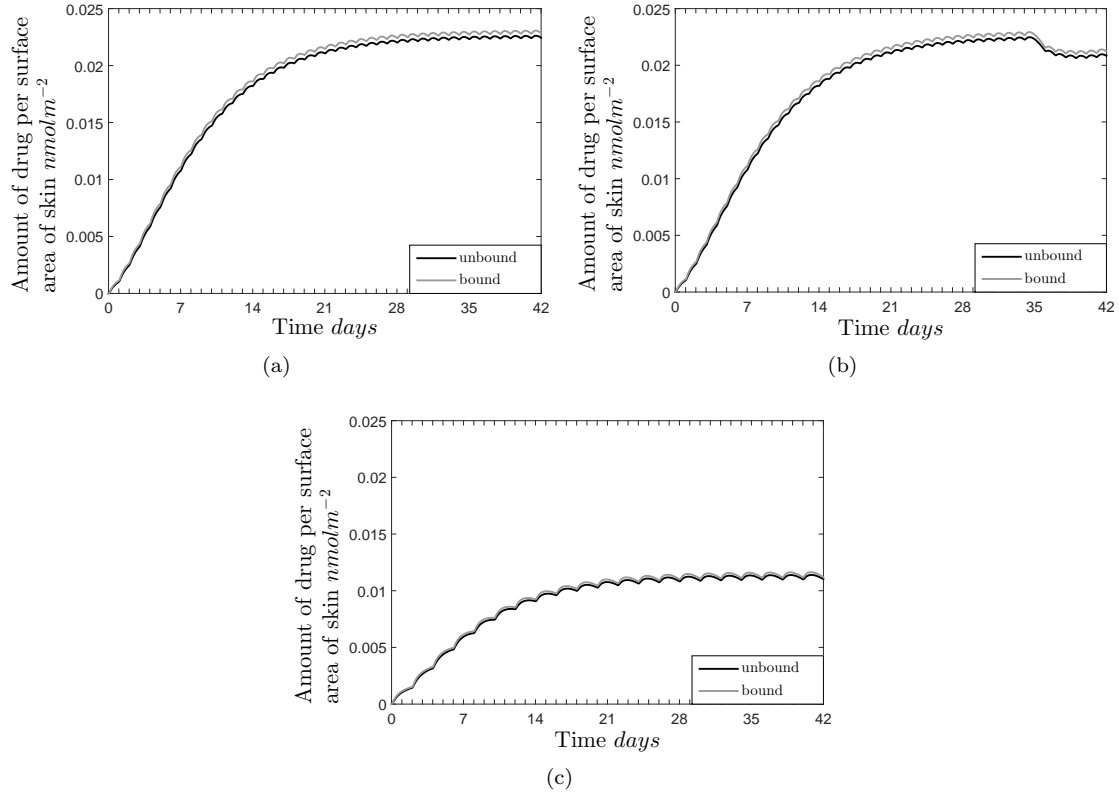 Amount of drug per surface
area of skin nmolm⁻²
0.025
0.02
0.015
0.01
0.005
0
0 7 14 21 28 35 42
Time days
unbound
bound
(a)
Amount of drug per surface
area of skin nmolm⁻²
0.025
0.02
0.015
0.01
0.005
0
0 7 14 21 28 35 42
Time days
unbound
bound
(b)
Amount of drug per surface
area of skin nmolm⁻²
0.025
0.02
0.015
0.01
0.005
0
0 7 14 21 28 35 42
Time days
unbound
bound
(c)